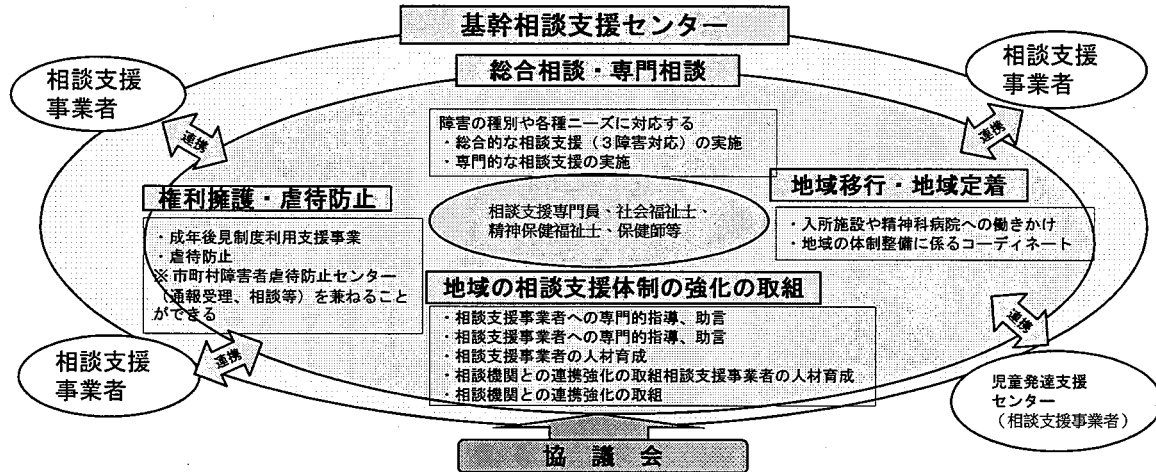 基幹相談支援センター
総合相談・専門相談
相談支援
事業者
相談支援
事業者
連携
連携
障害の種別や各種ニーズに対応する
・総合的な相談支援（３障害対応）の実施
・専門的な相談支援の実施
権利擁護・虐待防止
・成年後見制度利用支援事業
・虐待防止
※市町村障害者虐待防止センター
（通報受理、相談等）を兼ねること
ができる
相談支援専門員、社会福祉士、
精神保健福祉士、保健師等
地域移行・地域定着
・入所施設や精神科病院への働きかけ
・地域の体制整備に係るコーディネート
地域の相談支援体制の強化の取組
・相談支援事業者への専門的指導、助言
・相談支援事業者への専門的指導、助言
・相談支援事業者の人材育成
・相談機関との連携強化の取組相談支援事業者の人材育成
・相談機関との連携強化の取組
連携
連携
相談支援
事業者
児童発達支援
センター
（相談支援事業者）
協議会